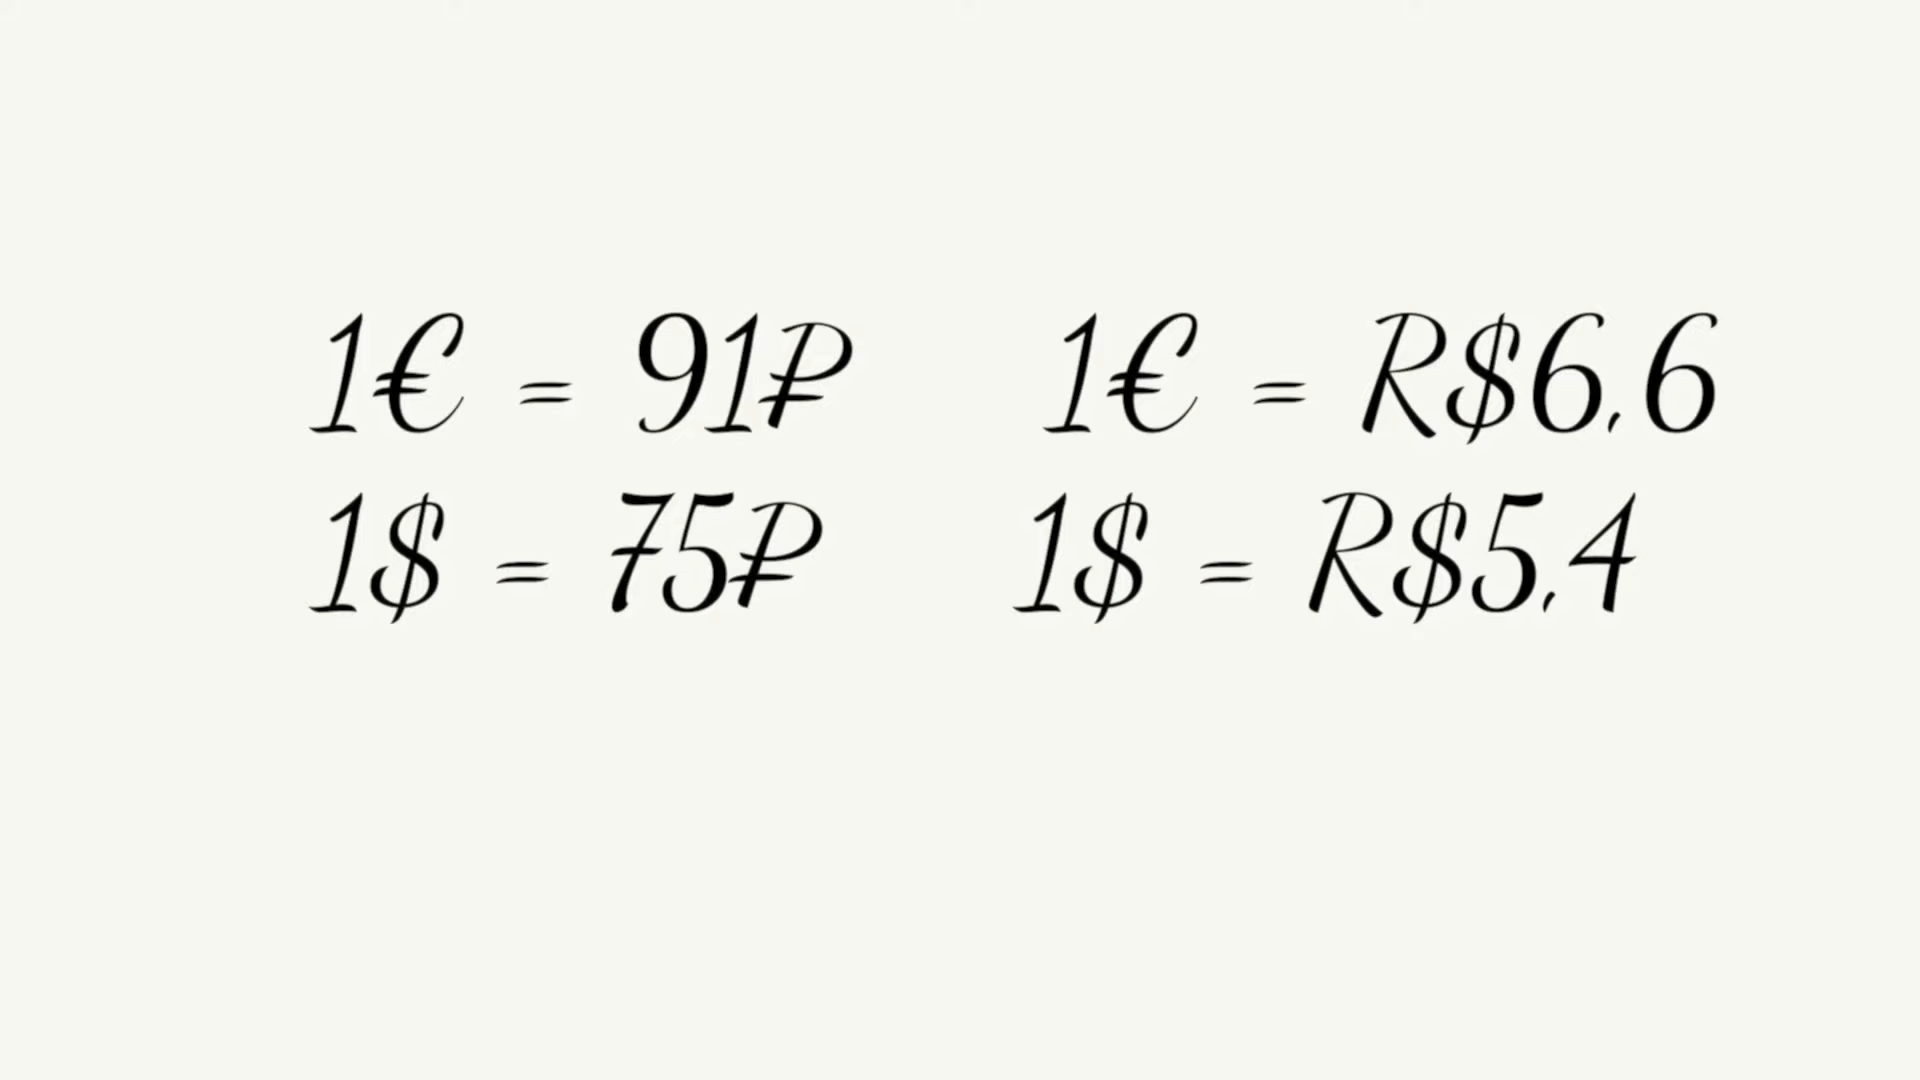 1€ = 91₽
1$ = 75₽
1€ = R$6,6
1$ = R$5,4